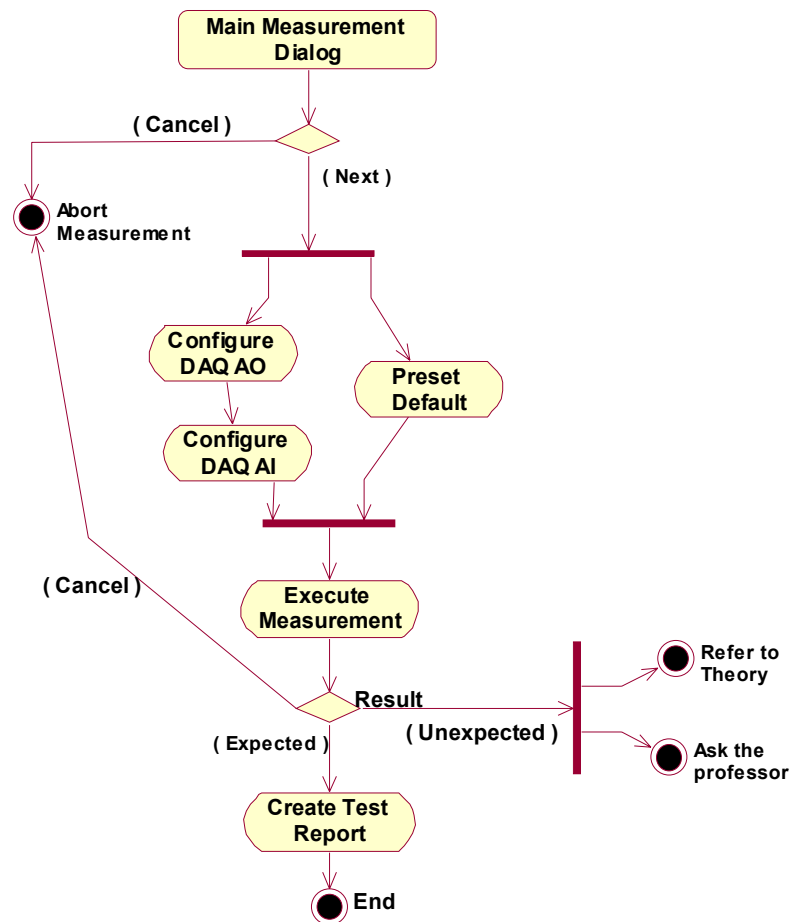 Main Measurement
Dialog
( Cancel )
( Next )
Abort
Measurement
Configure
DAQ AO
Preset
Default
Configure
DAQ AI
( Cancel )
Execute
Measurement
Refer to
Theory
Result
( Expected )
( Unexpected )
Ask the
professor
Create Test
Report
End